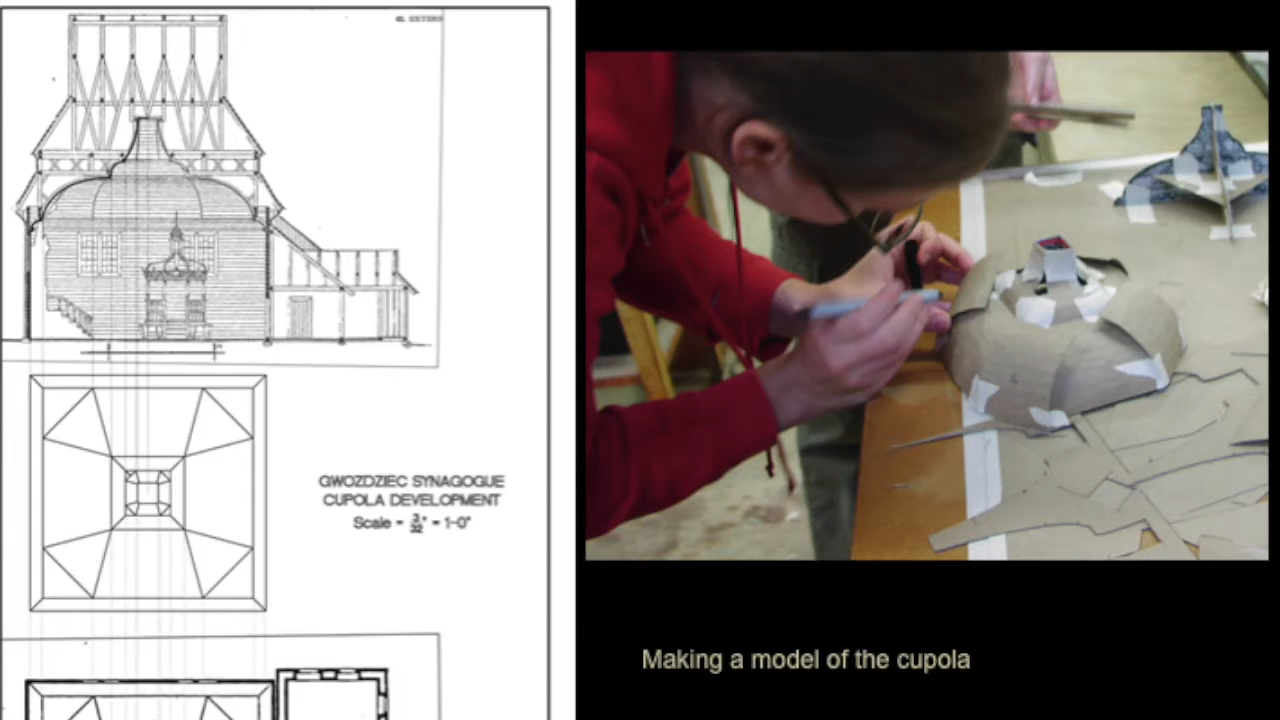 GWOZDZIEC SYNAGOGUE
CUPOLA DEVELOPMENT
Scale = 3/32" = 1-0"
Making a model of the cupola